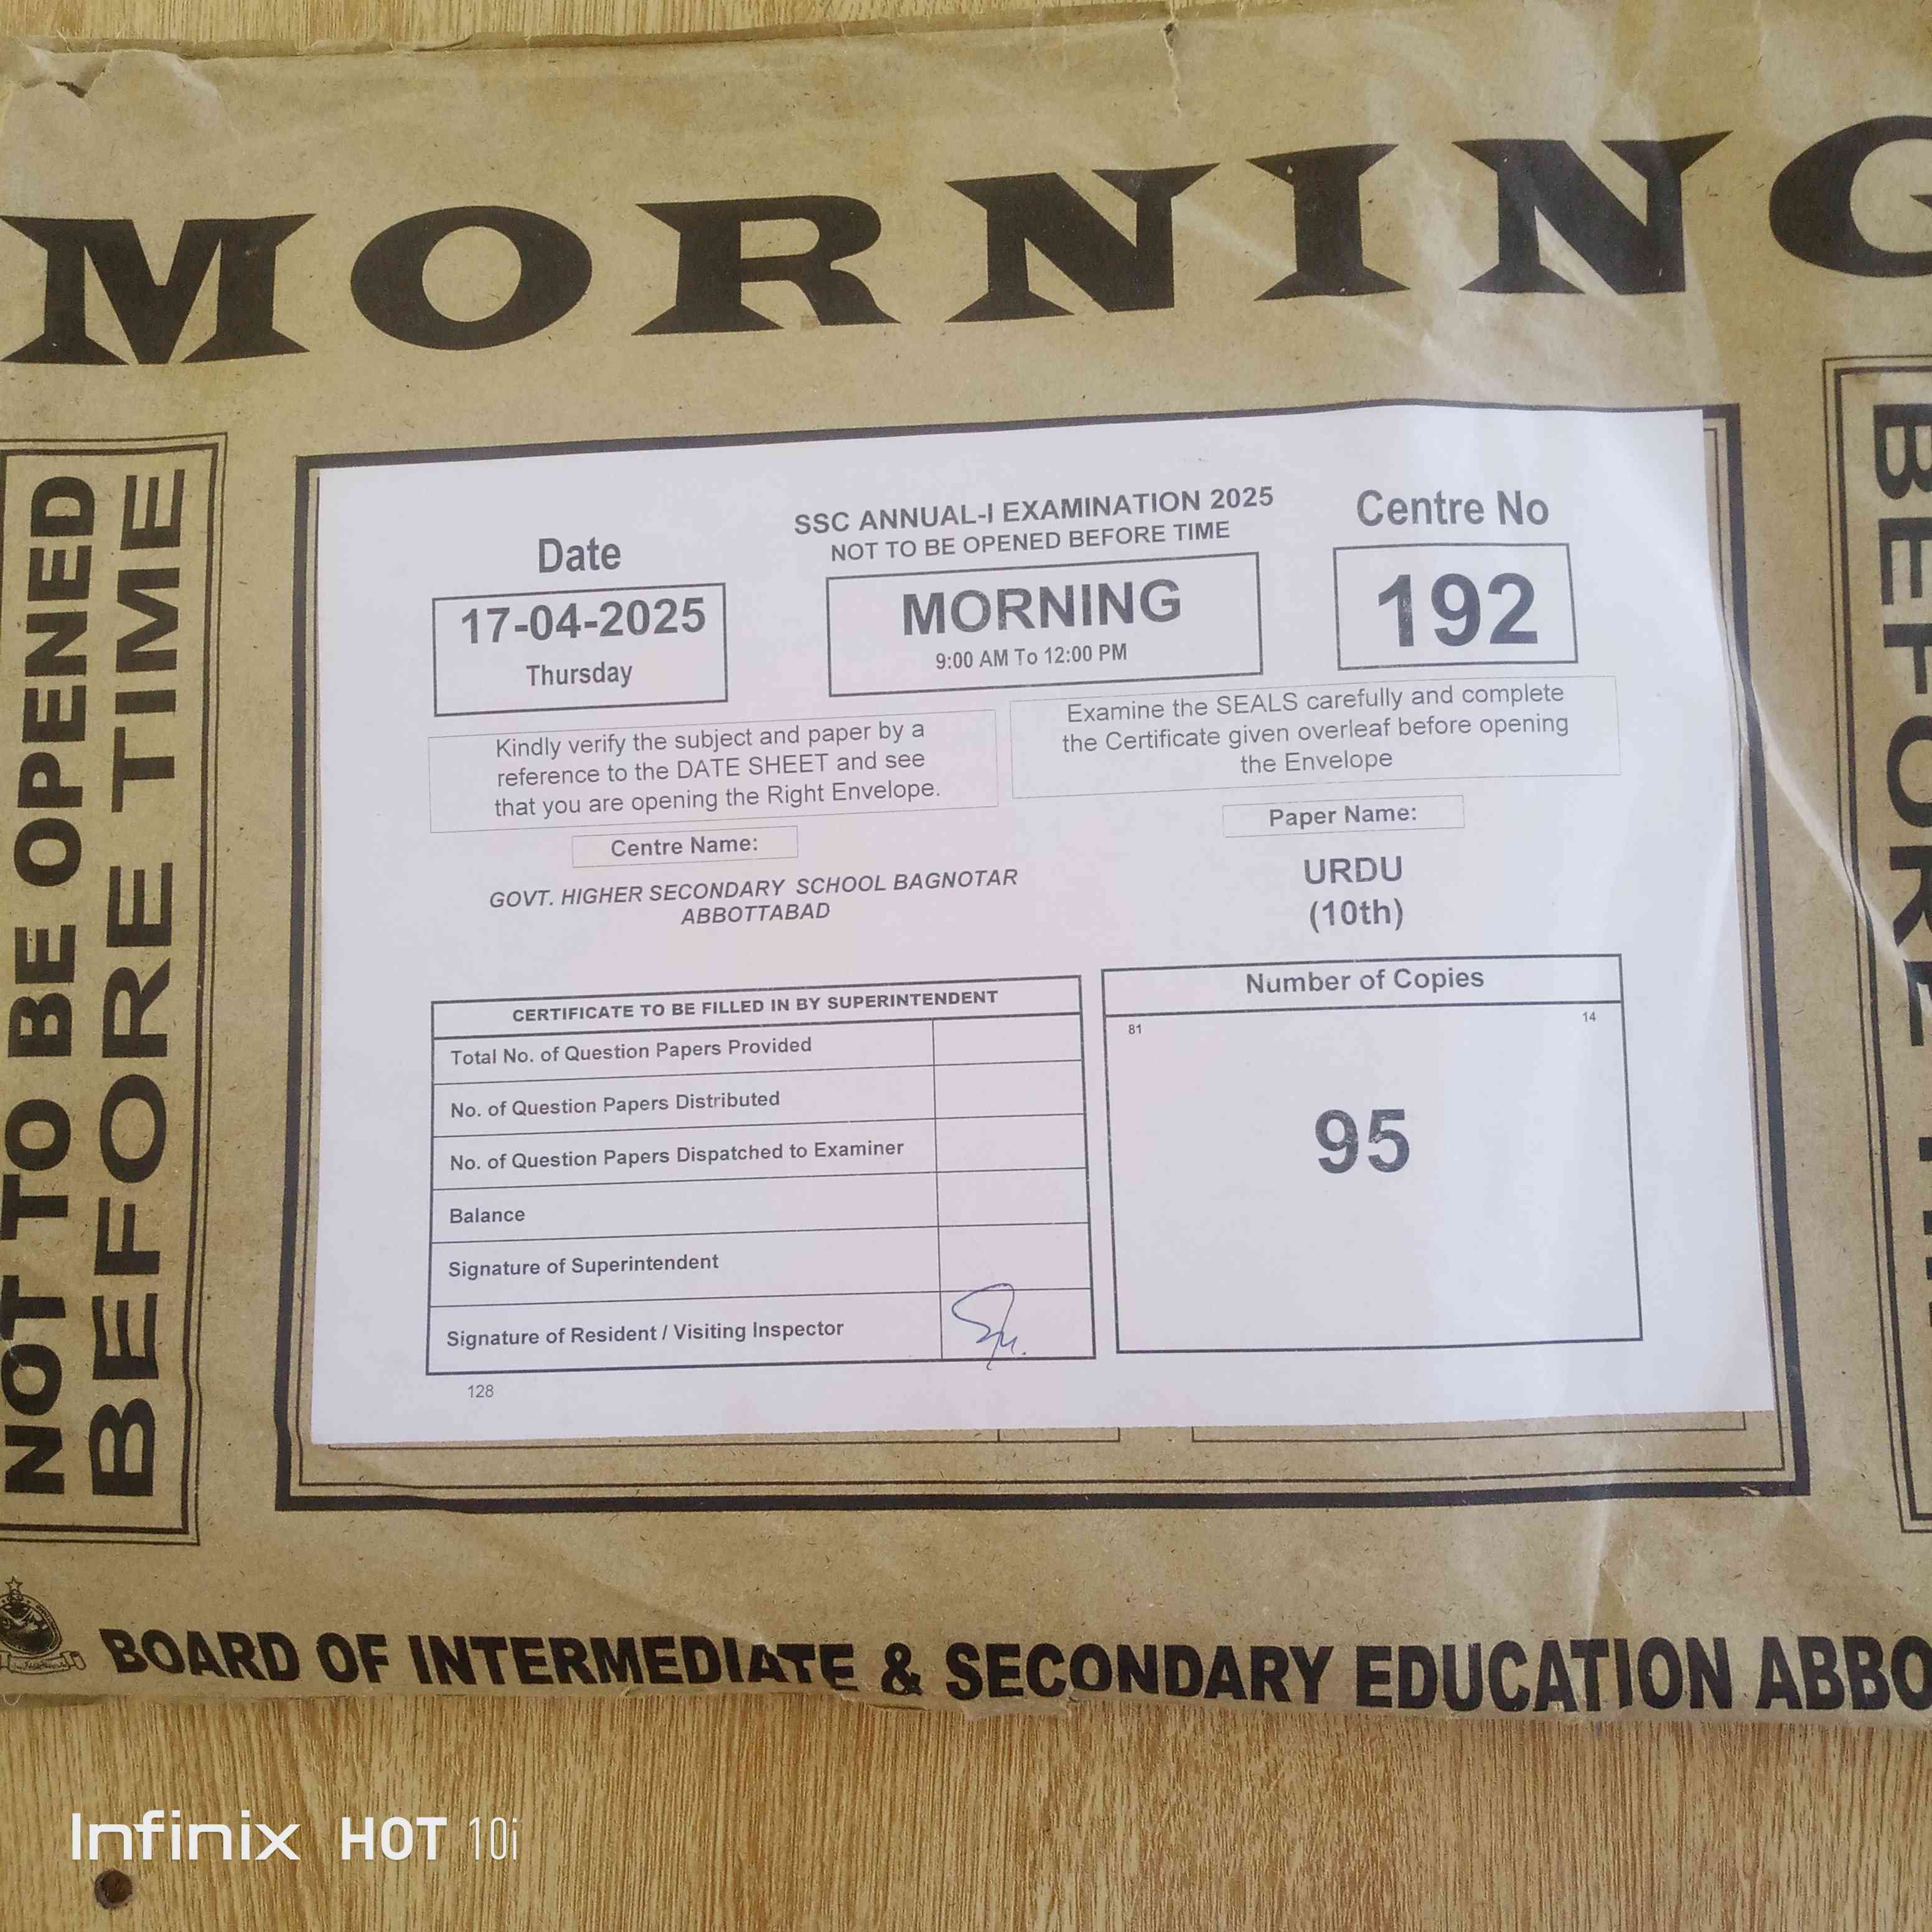 MORNING
NOT TO BE OPENED
BEFORE TIME
BEFORE
Date
17-04-2025
Thursday
SSC ANNUAL-I EXAMINATION 2025
NOT TO BE OPENED BEFORE TIME
MORNING
9:00 AM To 12:00 PM
Centre No
192
Kindly verify the subject and paper by a
reference to the DATE SHEET and see
that you are opening the Right Envelope.
Examine the SEALS carefully and complete
the Certificate given overleaf before opening
the Envelope
Centre Name:
GOVT. HIGHER SECONDARY SCHOOL BAGNOTAR
ABBOTTABAD
Paper Name:
URDU
(10th)
CERTIFICATE TO BE FILLED IN BY SUPERINTENDENT
Total No. of Question Papers Provided
No. of Question Papers Distributed
No. of Question Papers Dispatched to Examiner
Balance
Signature of Superintendent
Signature of Resident / Visiting Inspector
128
Number of Copies
81
14
95
BOARD OF INTERMEDIATE & SECONDARY EDUCATION ABBO
Infinix HOT 10i